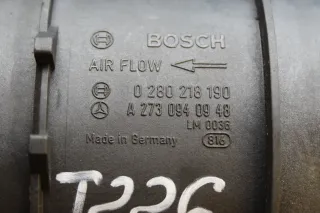 BOSCH
AIR FLOW
0 280 218 190
A 273 094 09 48
LM 0036
Made in Germany 816
T226